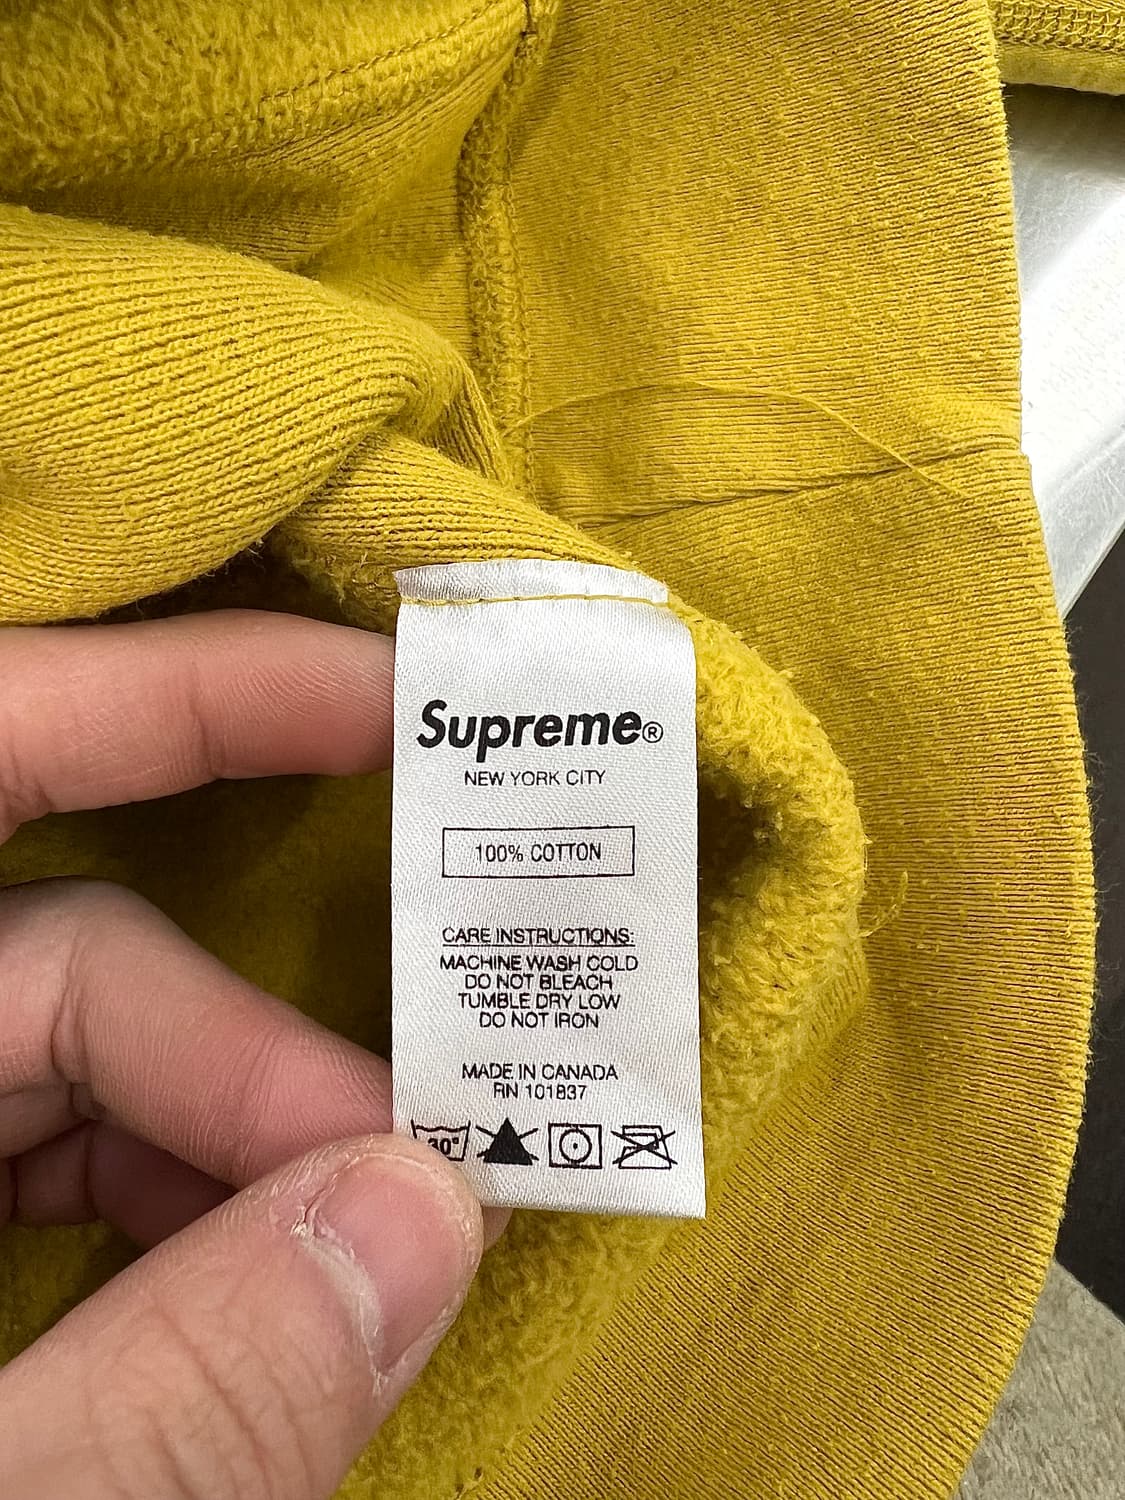 Supreme®
NEW YORK CITY
100% COTTON
CARE INSTRUCTIONS:
MACHINE WASH COLD
DO NOT BLEACH
TUMBLE DRY LOW
DO NOT IRON
MADE IN CANADA
RN 101837
30°